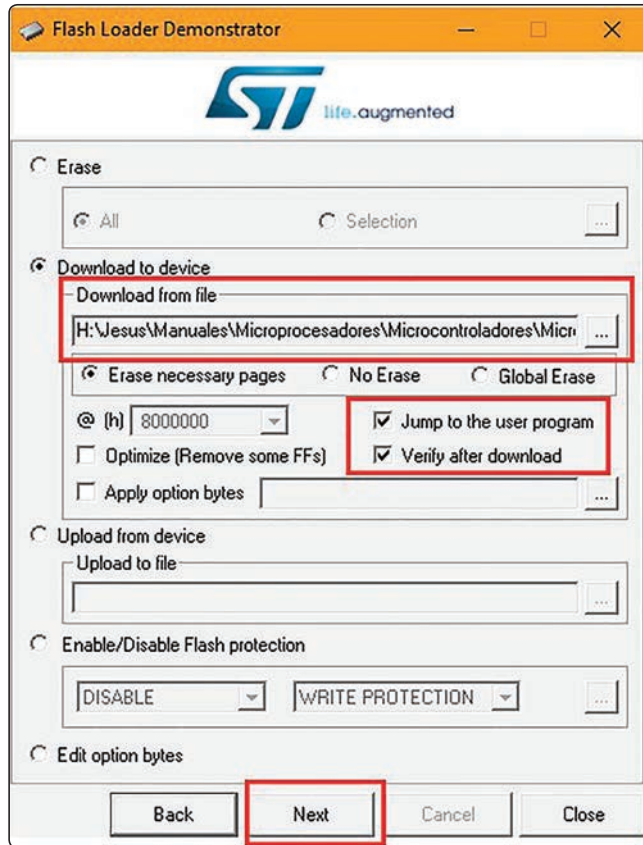 Flash Loader Demonstrator
ST life.augmented
Erase
All Selection ...
Download to device
Download from file
H:\Jesus\Manuales\Microprocesadores\Microcontroladores\Micro ...
Erase necessary pages No Erase Global Erase
@ (h) 8000000 Jump to the user program
Optimize (Remove some FFs) Verify after download
Apply option bytes ...
Upload from device
Upload to file
...
Enable/Disable Flash protection
DISABLE WRITE PROTECTION ...
Edit option bytes
Back Next Cancel Close